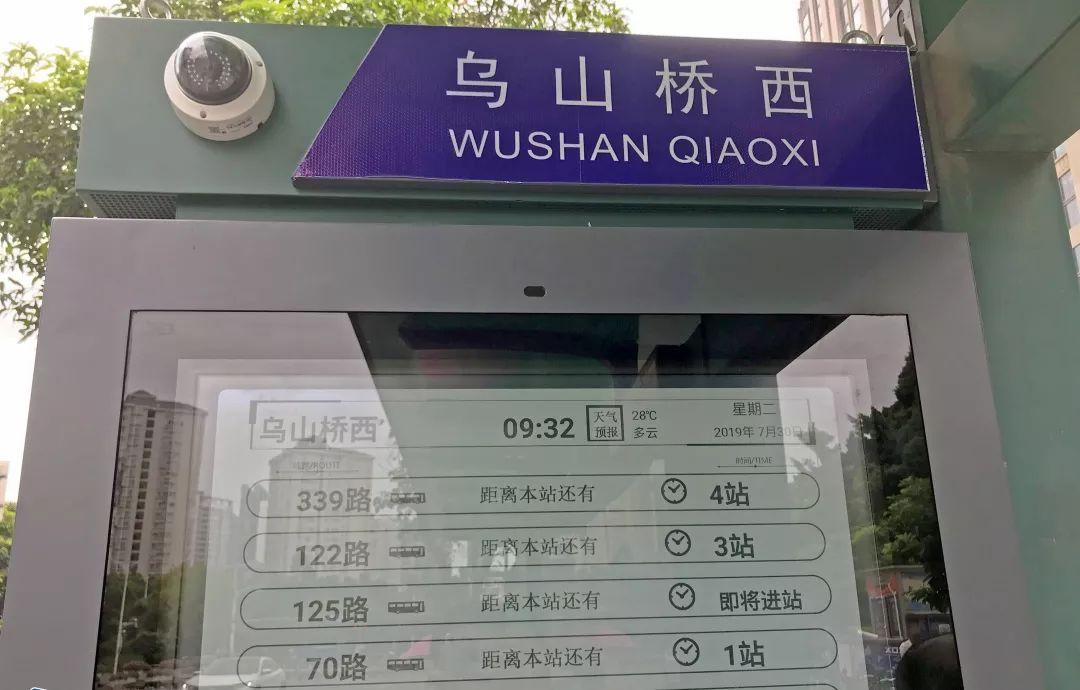 乌山桥西
WUSHAN QIAOXI
乌山桥西
09:32
天气
预报
28℃
多云
星期二
2019年 7月30日
线路/ROUTE
时间/TIME
339路 距离本站还有 4站
122路 距离本站还有 3站
125路 距离本站还有 即将进站
70路 距离本站还有 1站